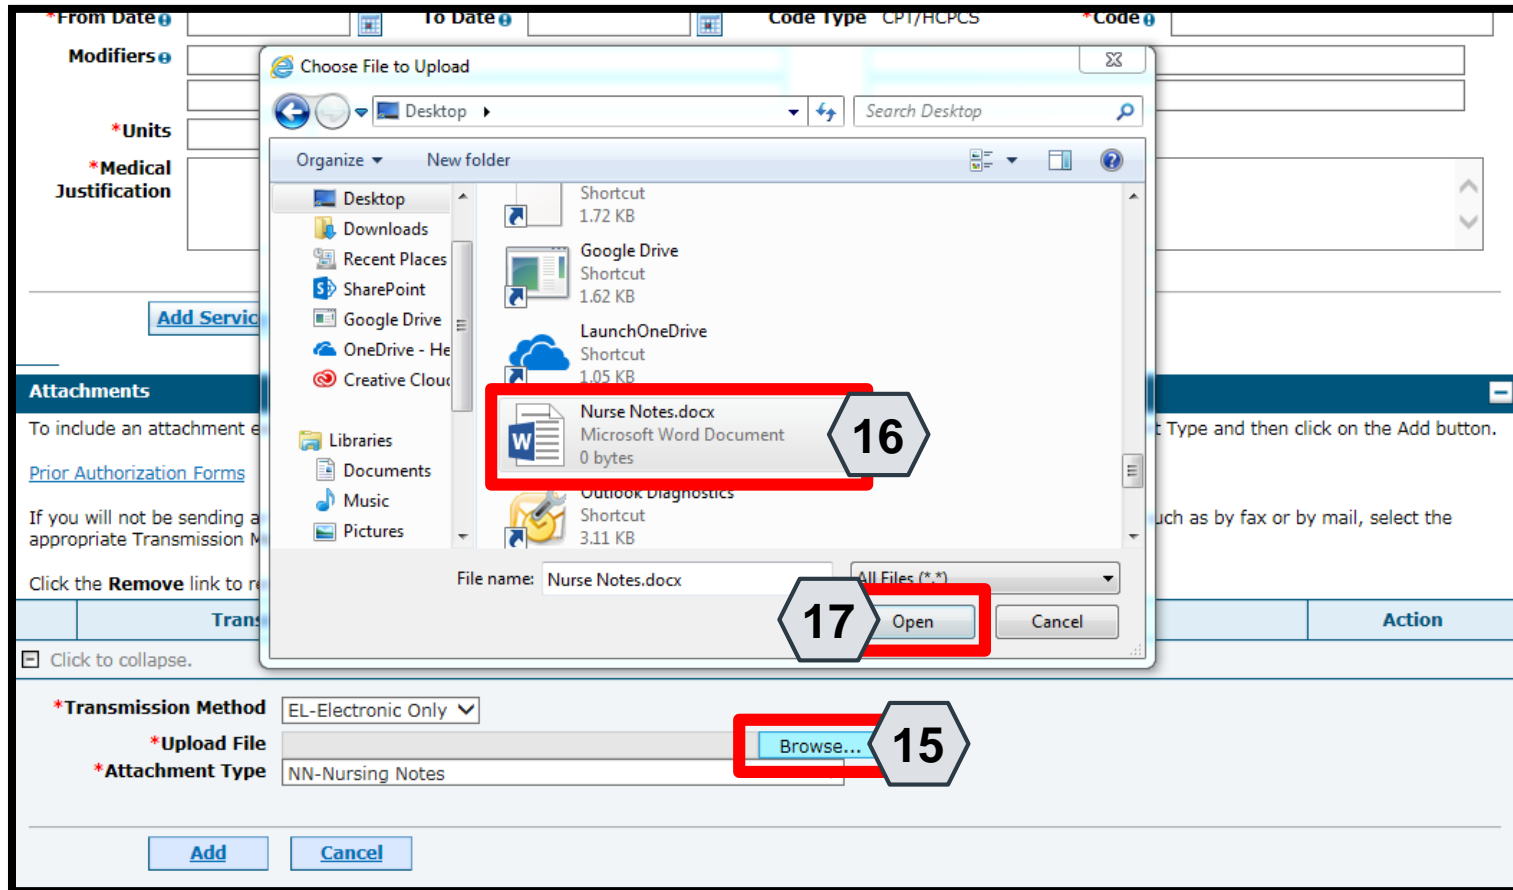 *From Date
To Date
Code Type CPT/HCPCS
*Code
Modifiers
Choose File to Upload
Desktop
Search Desktop
*Units
Organize
New folder
*Medical Justification
Desktop
Downloads
Recent Places
SharePoint
Google Drive
OneDrive - He
Creative Clou
Libraries
Documents
Music
Pictures
Shortcut
1.72 KB
Google Drive
Shortcut
1.62 KB
LaunchOneDrive
Shortcut
1.05 KB
Nurse Notes.docx
Microsoft Word Document
0 bytes
16
Outlook Diagnostics
Shortcut
3.11 KB
File name: Nurse Notes.docx
All Files (*.*)
17
Open
Cancel
Add Servic
Attachments
To include an attachment e
Type and then click on the Add button.
Prior Authorization Forms
If you will not be sending a
uch as by fax or by mail, select the
appropriate Transmission M
Click the Remove link to re
Trans
Action
Click to collapse.
*Transmission Method EL-Electronic Only
*Upload File
Browse...
15
*Attachment Type NN-Nursing Notes
Add
Cancel